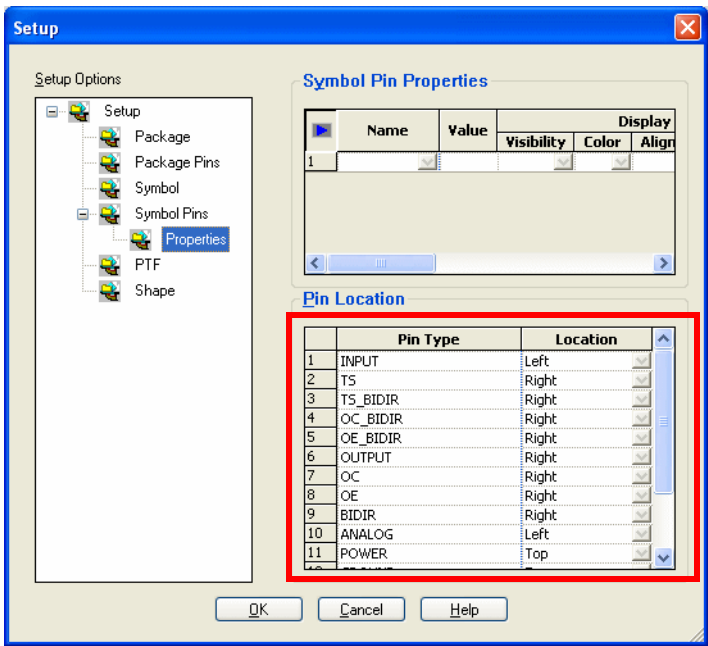 Setup
Setup Options
Setup
Package
Package Pins
Symbol
Symbol Pins
Properties
PTF
Shape
Symbol Pin Properties
Name Value Display
Visibility Color Align
1
Pin Location
Pin Type Location
1 INPUT Left
2 TS Right
3 TS_BIDIR Right
4 OC_BIDIR Right
5 OE_BIDIR Right
6 OUTPUT Right
7 OC Right
8 OE Right
9 BIDIR Right
10 ANALOG Left
11 POWER Top
OK Cancel Help